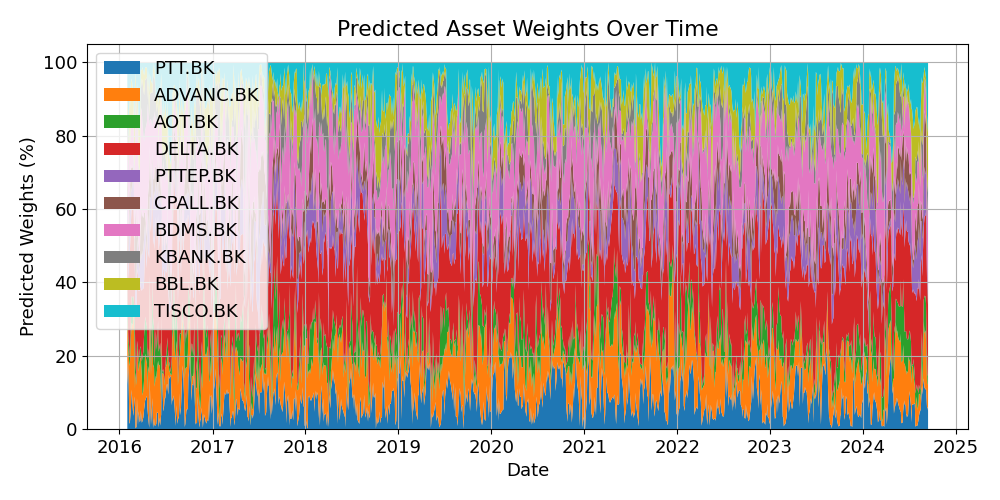 Predicted Asset Weights Over Time
Predicted Weights (%)
100
80
60
40
20
0
PTT.BK
ADVANC.BK
AOT.BK
DELTA.BK
PTTEP.BK
CPALL.BK
BDMS.BK
KBANK.BK
BBL.BK
TISCO.BK
2016 2017 2018 2019 2020 2021 2022 2023 2024 2025
Date